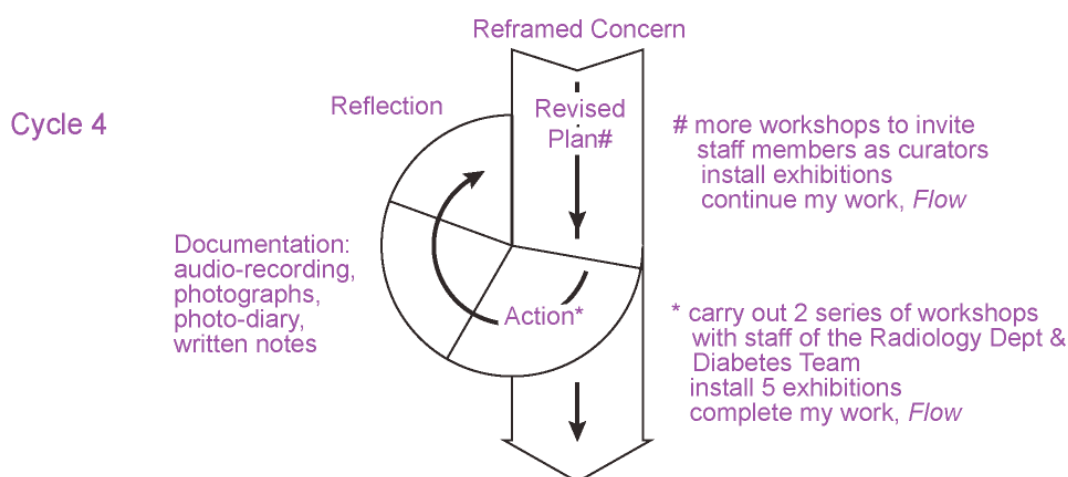 Reframed Concern
Cycle 4
Reflection
Revised
Plan#
# more workshops to invite
staff members as curators
install exhibitions
continue my work, Flow
Documentation:
audio-recording,
photographs,
photo-diary,
written notes
Action*
* carry out 2 series of workshops
with staff of the Radiology Dept &
Diabetes Team
install 5 exhibitions
complete my work, Flow